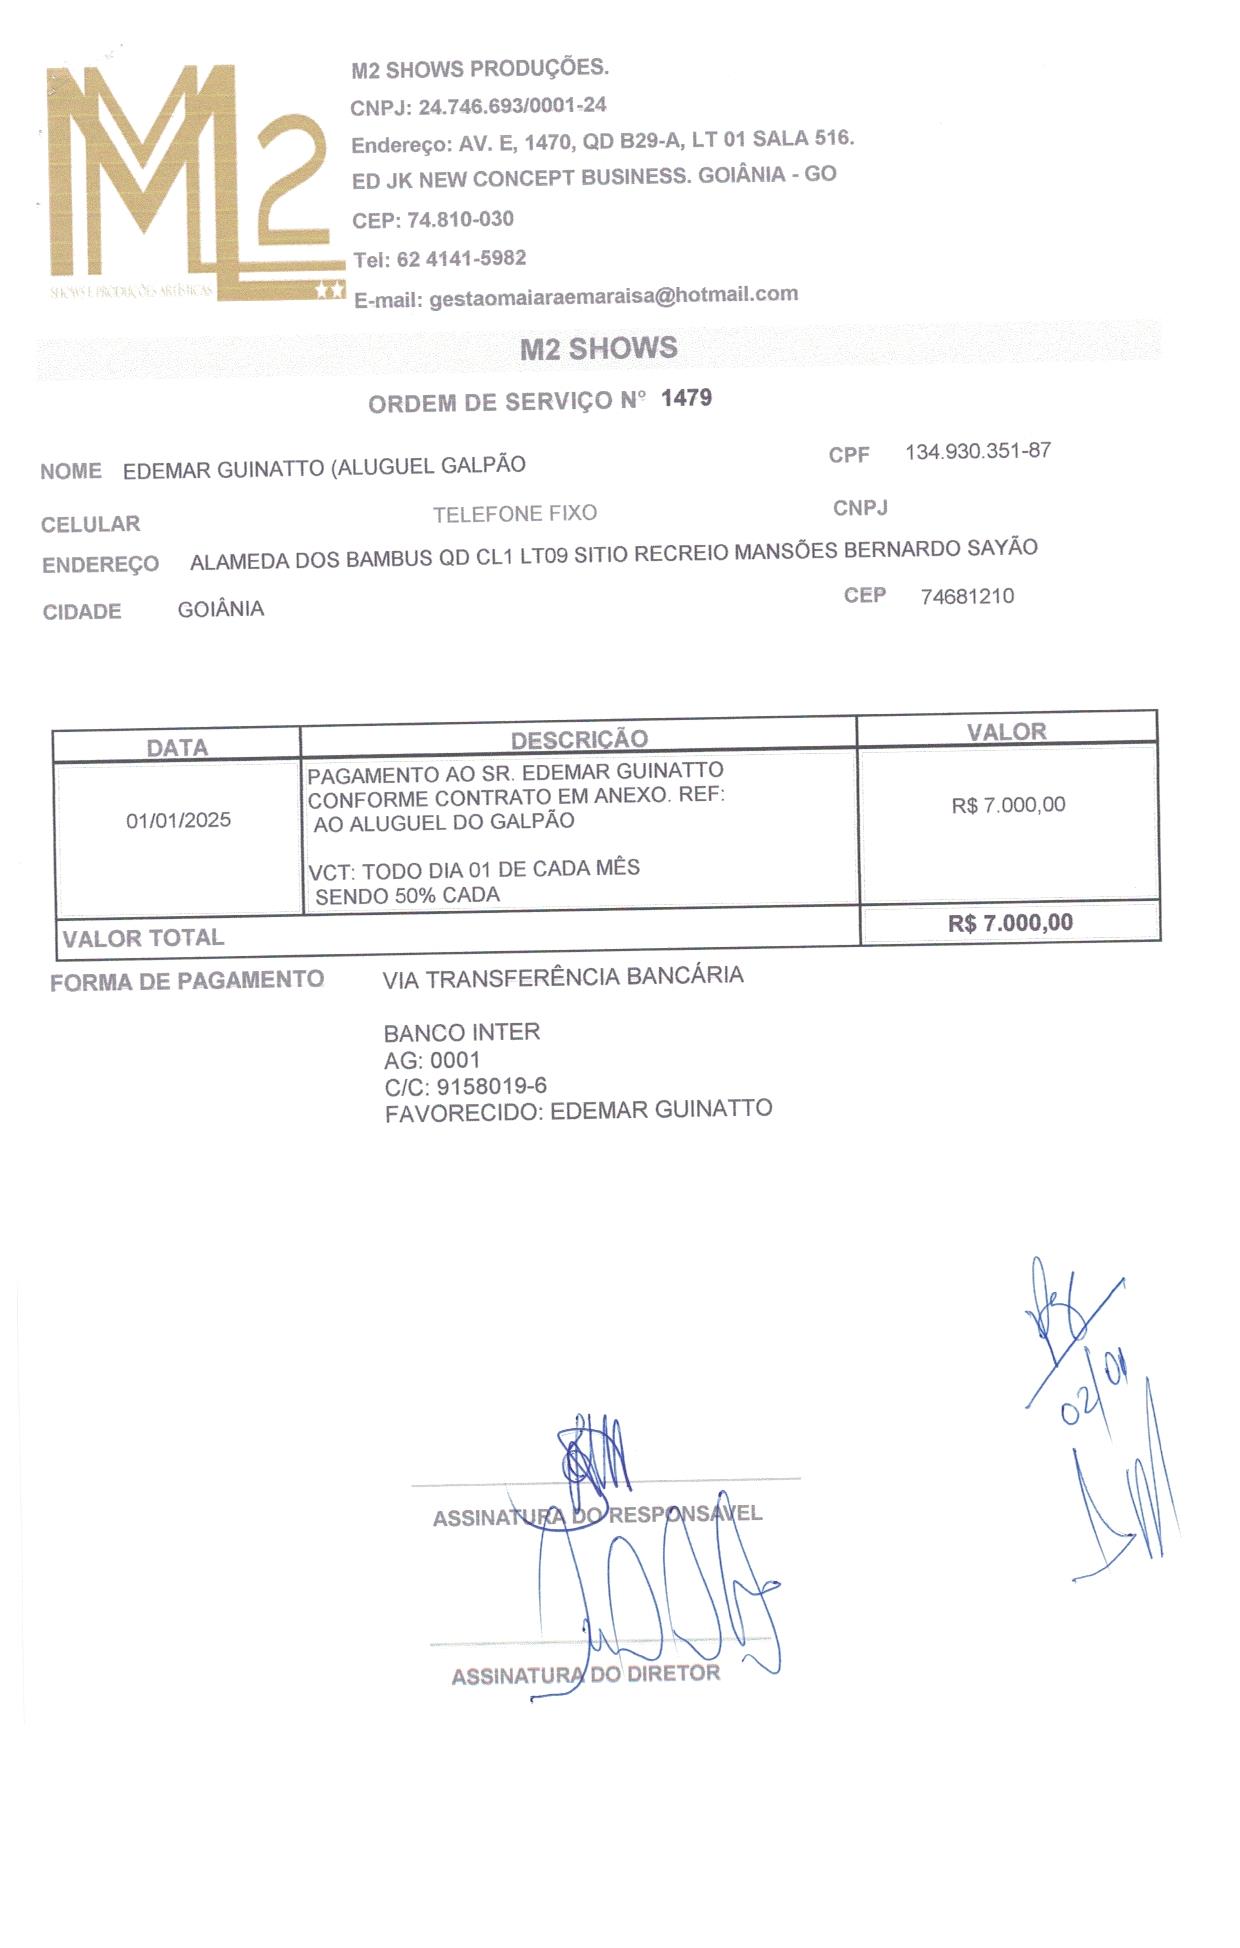 M2
SHOWS E PRODUÇÕES ARTÍSTICAS
M2 SHOWS PRODUÇÕES.
CNPJ: 24.746.693/0001-24
Endereço: AV. E, 1470, QD B29-A, LT 01 SALA 516.
ED JK NEW CONCEPT BUSINESS. GOIÂNIA - GO
CEP: 74.810-030
Tel: 62 4141-5982
E-mail: gestaomaiaraemaraisa@hotmail.com
M2 SHOWS
ORDEM DE SERVIÇO N° 1479
NOME EDEMAR GUINATTO (ALUGUEL GALPÃO CPF 134.930.351-87
CELULAR TELEFONE FIXO CNPJ
ENDEREÇO ALAMEDA DOS BAMBUS QD CL1 LT09 SITIO RECREIO MANSÕES BERNARDO SAYÃO
CIDADE GOIÂNIA CEP 74681210
DATA DESCRIÇÃO VALOR
PAGAMENTO AO SR. EDEMAR GUINATTO
CONFORME CONTRATO EM ANEXO. REF:
01/01/2025 AO ALUGUEL DO GALPÃO R$ 7.000,00
VCT: TODO DIA 01 DE CADA MÊS
SENDO 50% CADA
VALOR TOTAL R$ 7.000,00
FORMA DE PAGAMENTO VIA TRANSFERÊNCIA BANCÁRIA
BANCO INTER
AG: 0001
C/C: 9158019-6
FAVORECIDO: EDEMAR GUINATTO
02/01
ASSINATURA DO RESPONSAVEL
ASSINATURA DO DIRETOR